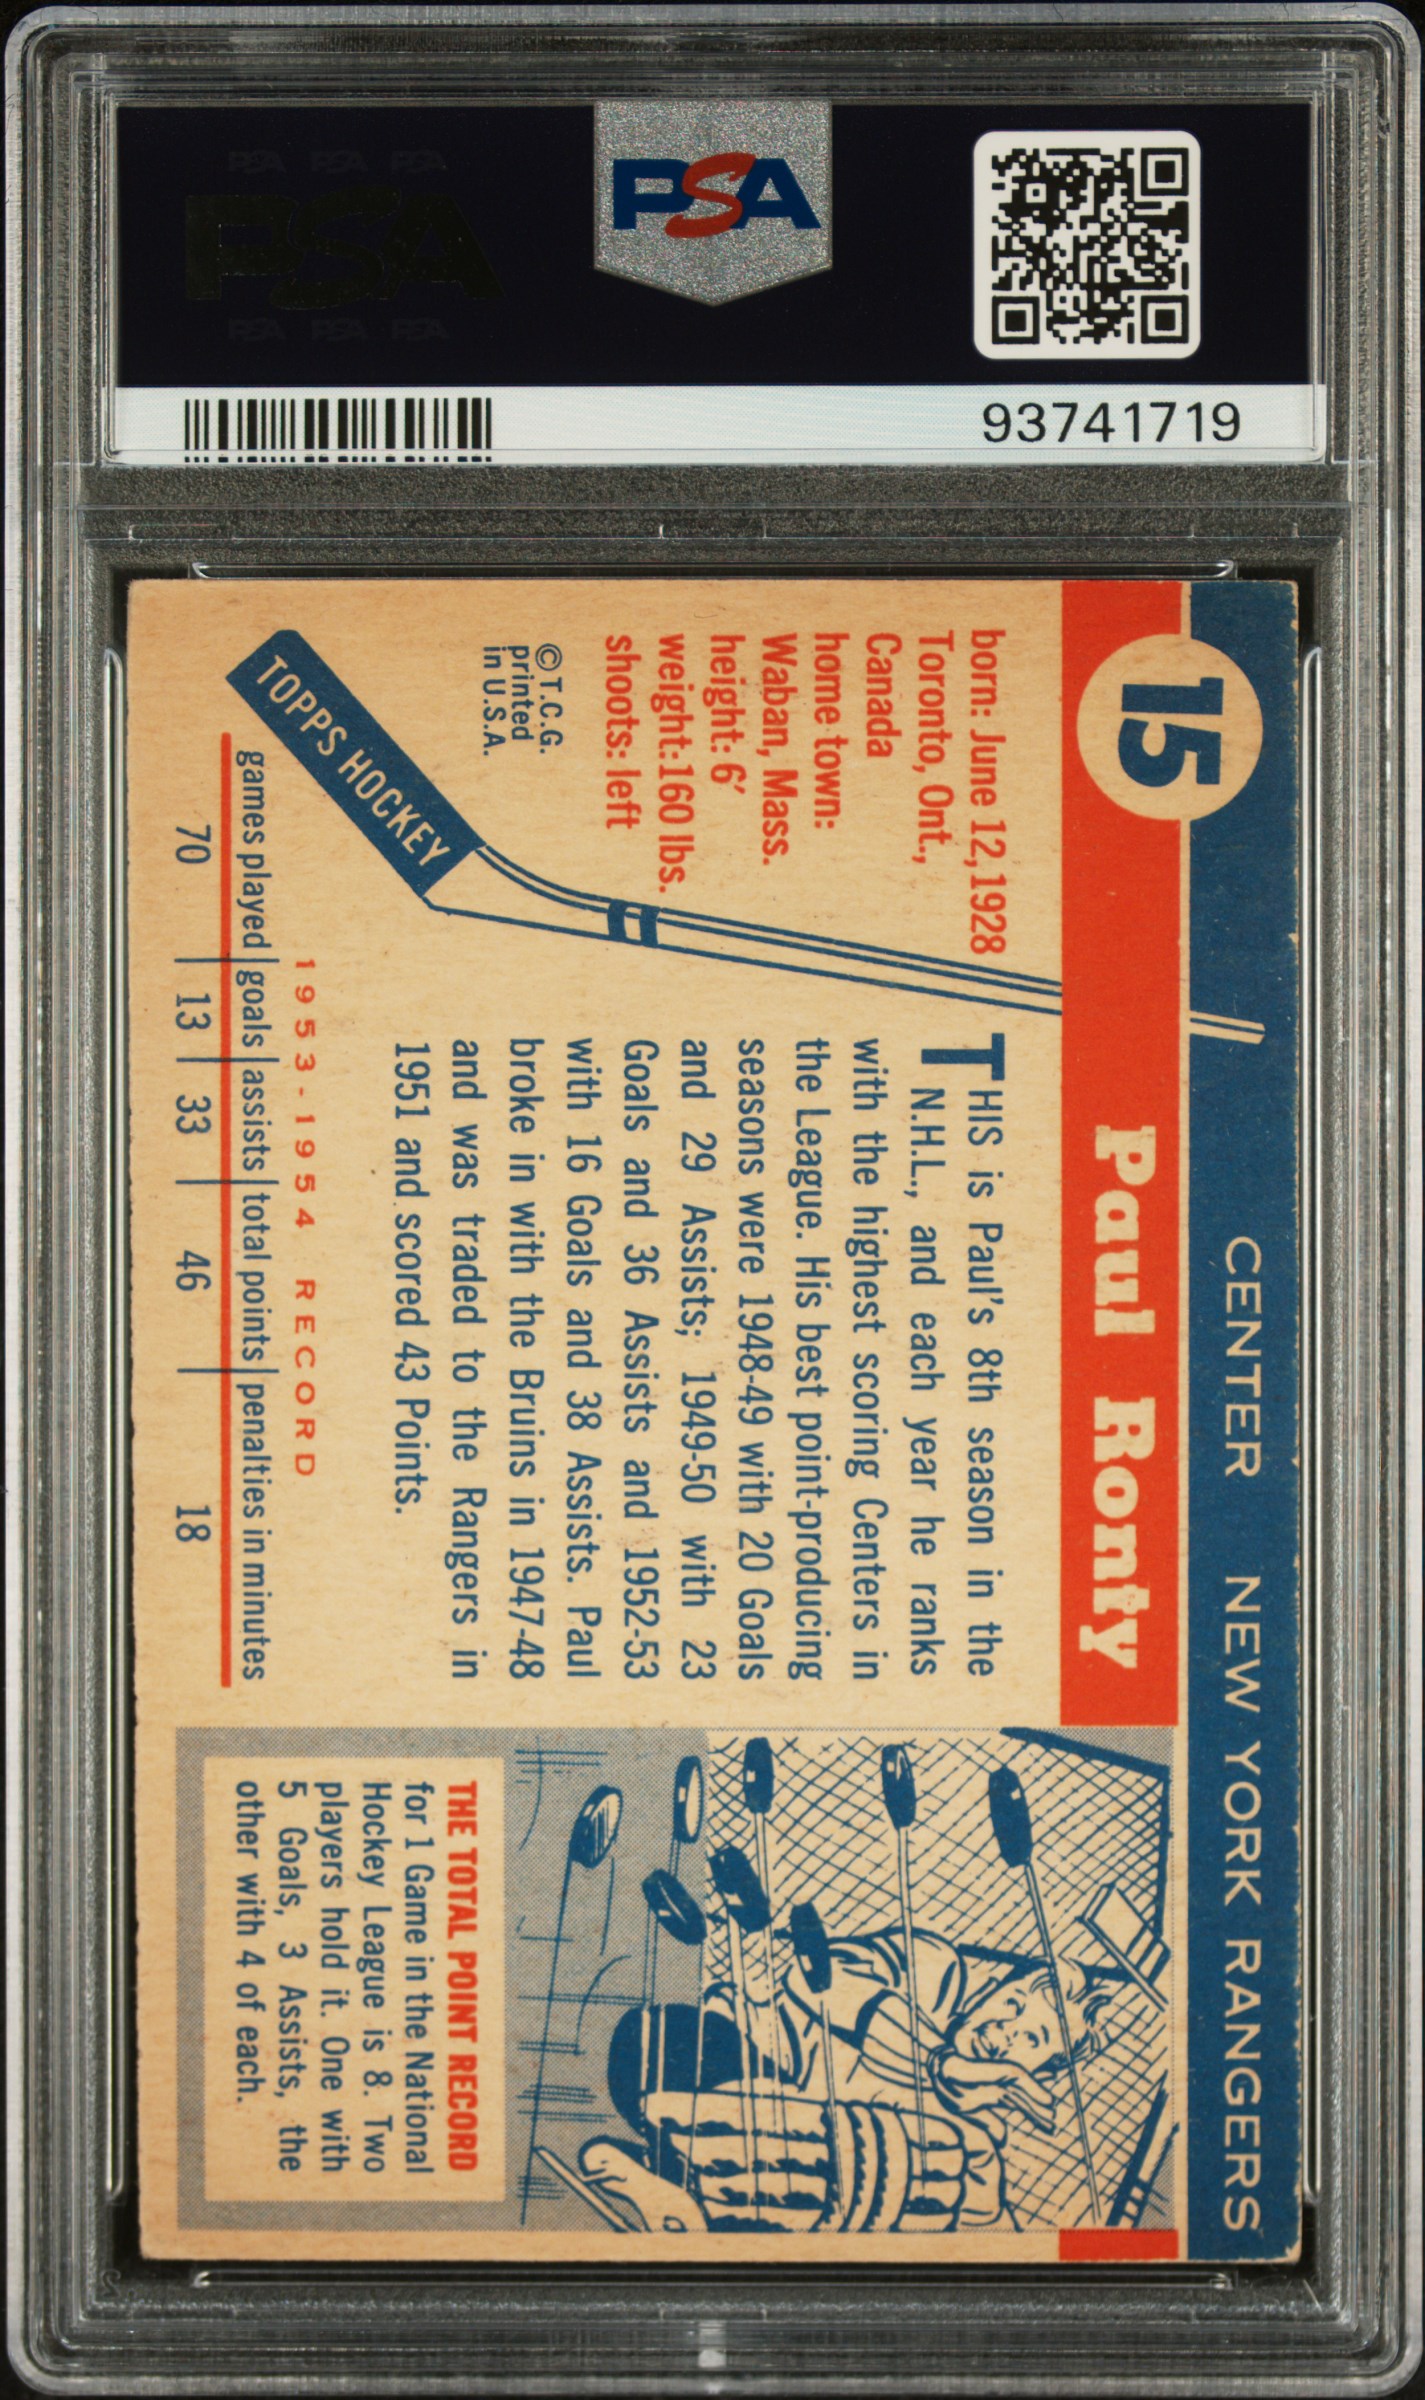 PSA PSA PSA
PSA
PSA PSA PSA
PSA
93741719
15
CENTER NEW YORK RANGERS
Paul Ronty
born: June 12, 1928
Toronto, Ont.,
Canada
home town:
Waban, Mass.
height: 6′
weight: 160 lbs.
shoots: left
© T.C.G.
printed
in U.S.A.
TOPPS HOCKEY
THIS is Paul's 8th season in the
N.H.L., and each year he ranks
with the highest scoring Centers in
the League. His best point-producing
seasons were 1948-49 with 20 Goals
and 29 Assists; 1949-50 with 23
Goals and 36 Assists and 1952-53
with 16 Goals and 38 Assists. Paul
broke in with the Bruins in 1947-48
and was traded to the Rangers in
1951 and scored 43 Points.
1953-1954 RECORD
games played goals assists total points penalties in minutes
70 13 33 46 18
THE TOTAL POINT RECORD
for 1 Game in the National
Hockey League is 8. Two
players hold it. One with
5 Goals, 3 Assists, the
other with 4 of each.